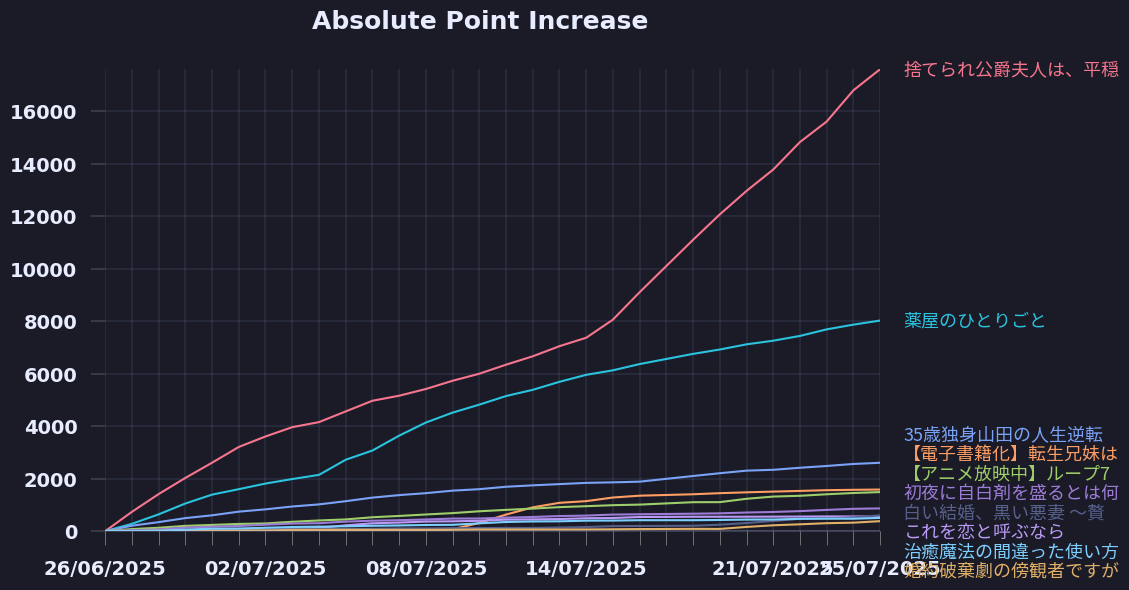 Absolute Point Increase
捨てられ公爵夫人は、平穏
16000
14000
12000
10000
8000
薬屋のひとりごと
6000
4000
35歳独身山田の人生逆転
【電子書籍化】転生兄妹は
【アニメ放映中】ループ7
2000
初夜に自白剤を盛るとは何
白い結婚、黒い悪妻 ～贅
0
これを恋と呼ぶなら
治癒魔法の間違った使い方
26/06/2025
02/07/2025
08/07/2025
14/07/2025
21/07/2025
25/07/2025
婚約破棄劇の傍観者ですが